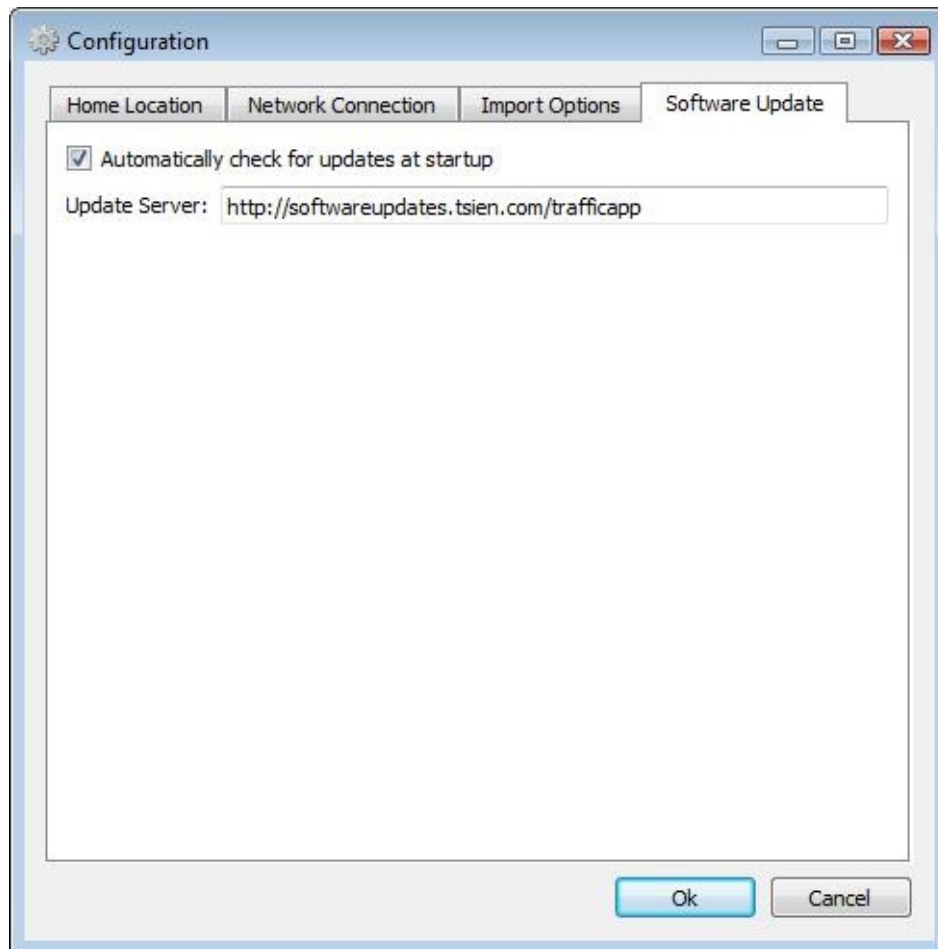 Configuration
Home Location Network Connection Import Options Software Update
Automatically check for updates at startup
Update Server: http://softwareupdates.tsien.com/trafficapp
Ok Cancel